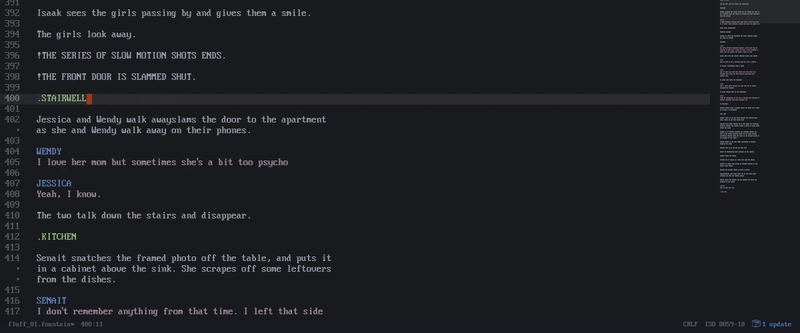 391
392 Isaak sees the girls passing by and gives them a smile.
393
394 The girls look away.
395
396 !THE SERIES OF SLOW MOTION SHOTS ENDS.
397
398 !THE FRONT DOOR IS SLAMMED SHUT.
399
400 .STAIRWELL
401
402 Jessica and Wendy walk awayslams the door to the apartment
• as she and Wendy walk away on their phones.
403
404 WENDY
405 I love her mom but sometimes she's a bit too psycho
406
407 JESSICA
408 Yeah, I know.
409
410 The two talk down the stairs and disappear.
411
412 .KITCHEN
413
414 Senait snatches the framed photo off the table, and puts it
• in a cabinet above the sink. She scrapes off some leftovers
• from the dishes.
415
416 SENAIT
417 I don't remember anything from that time. I left that side
fluff_01.fountain* 400:11 CRLF ISO 8859-10 1 update